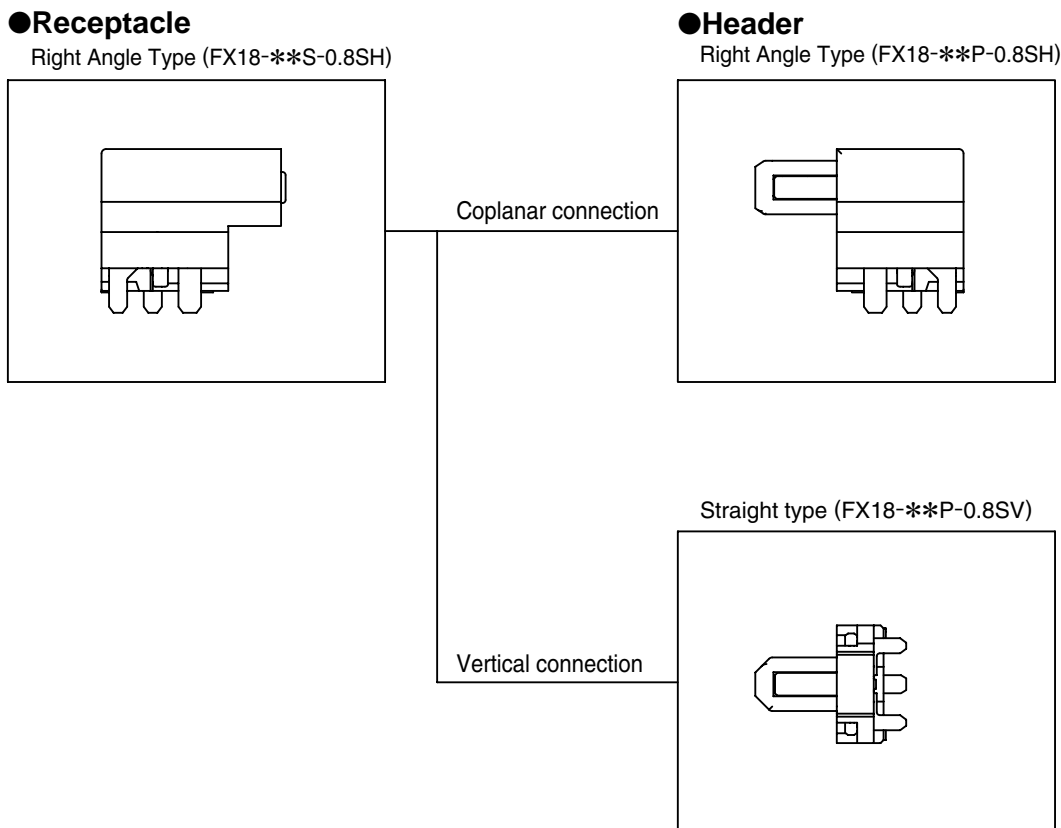 ●Receptacle
Right Angle Type (FX18-**S-0.8SH)
●Header
Right Angle Type (FX18-**P-0.8SH)
Coplanar connection
Straight type (FX18-**P-0.8SV)
Vertical connection